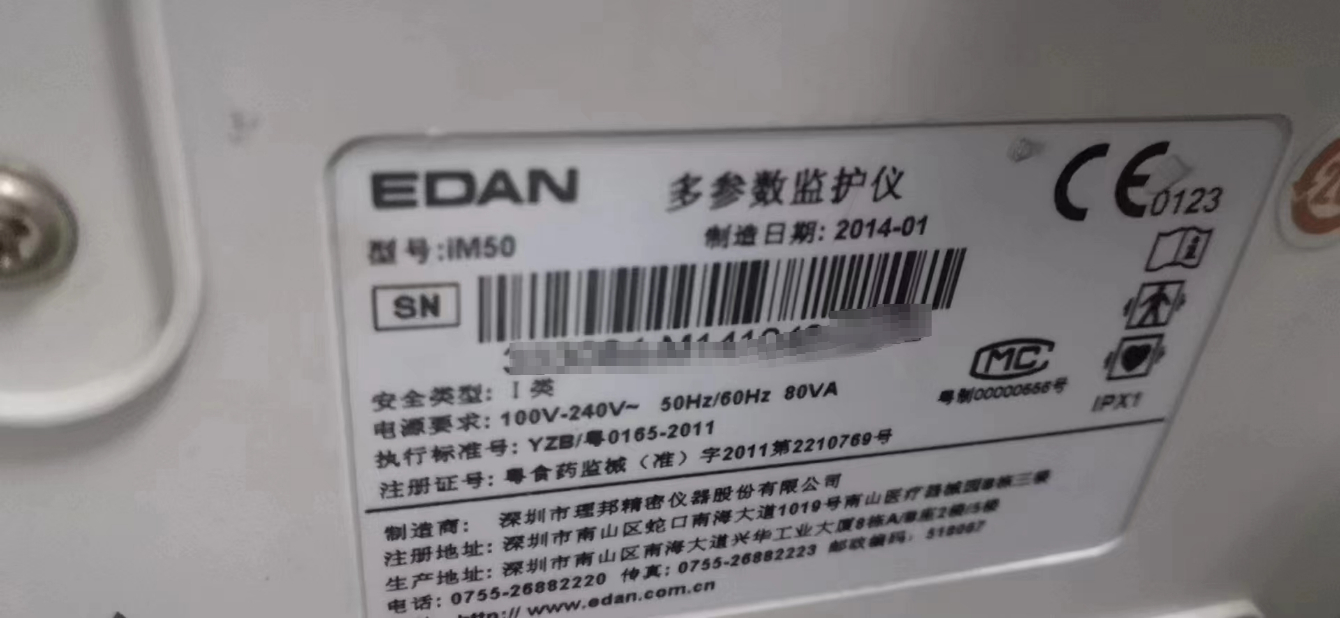 EDAN 多参数监护仪
CE 0123
型号:iM50 制造日期: 2014-01
SN
安全类型: I 类
MC
粤制00000556号
IPX1
电源要求: 100V-240V~ 50Hz/60Hz 80VA
执行标准号: YZB/粤0165-2011
注册证号: 粤食药监械（准）字2011第2210769号
制造商: 深圳市理邦精密仪器股份有限公司
注册地址: 深圳市南山区蛇口南海大道1019号南山医疗器械园B栋三楼
生产地址: 深圳市南山区南海大道兴华工业大厦8栋A/B座2楼/5楼
电话: 0755-26882220 传真: 0755-26882223 邮政编码: 518067
http:// www.edan.com.cn